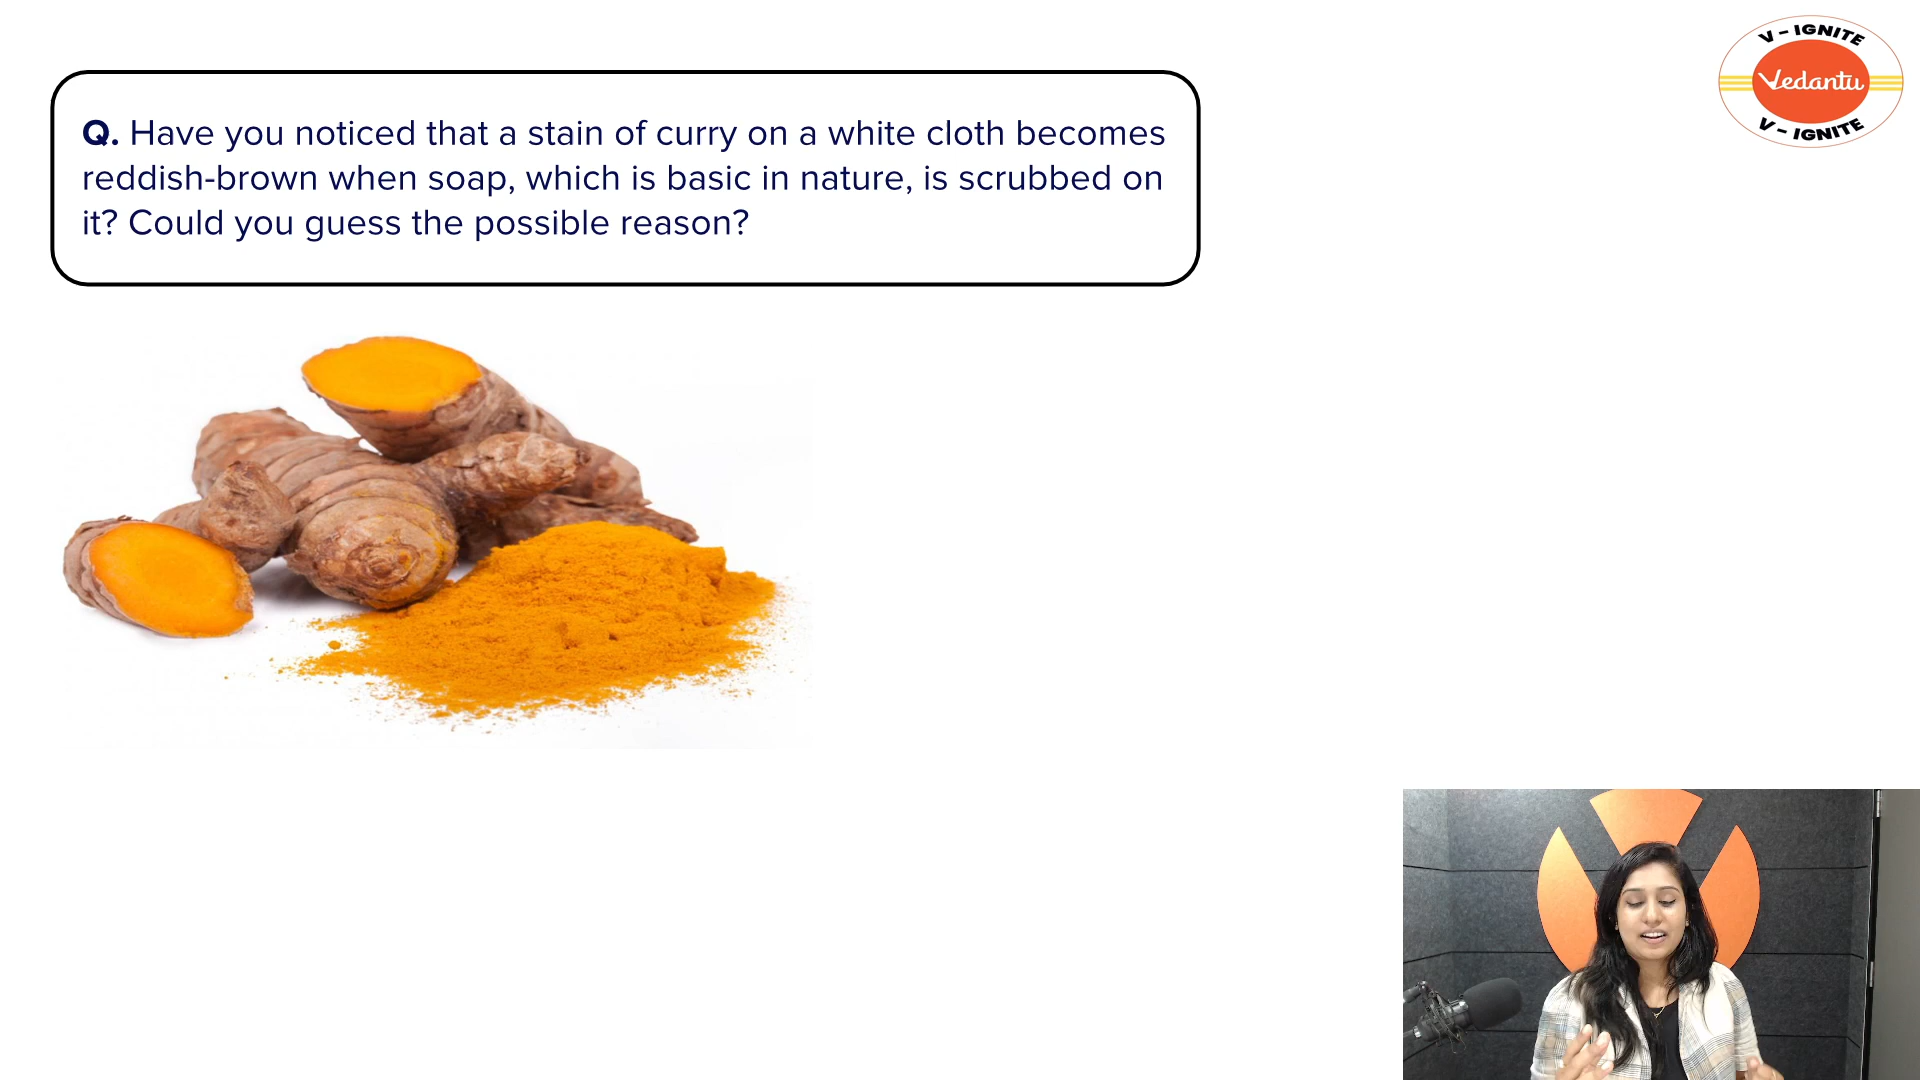 V - IGNITE
Vedantu
V - IGNITE
Q. Have you noticed that a stain of curry on a white cloth becomes
reddish-brown when soap, which is basic in nature, is scrubbed on
it? Could you guess the possible reason?